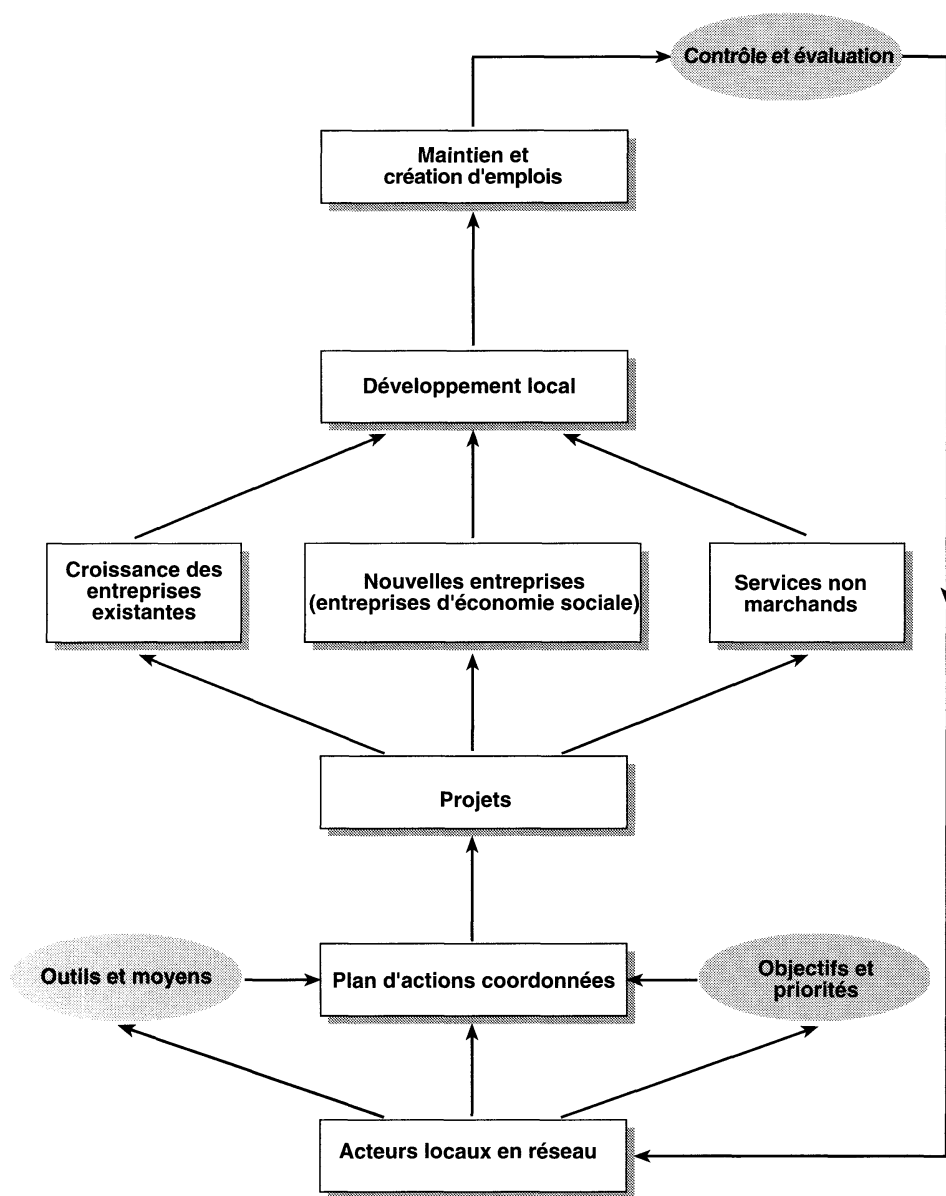 Contrôle et évaluation
Maintien et
création d'emplois
Développement local
Croissance des
entreprises
existantes
Nouvelles entreprises
(entreprises d'économie sociale)
Services non
marchands
Projets
Outils et moyens
Plan d'actions coordonnées
Objectifs et
priorités
Acteurs locaux en réseau